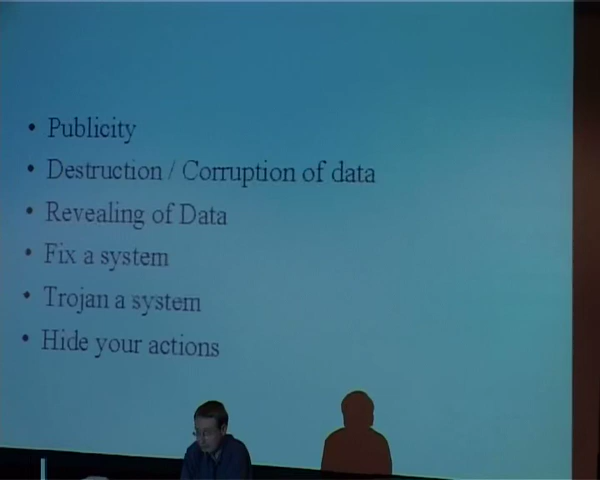 • Publicity
• Destruction / Corruption of data
• Revealing of Data
• Fix a system
• Trojan a system
• Hide your actions